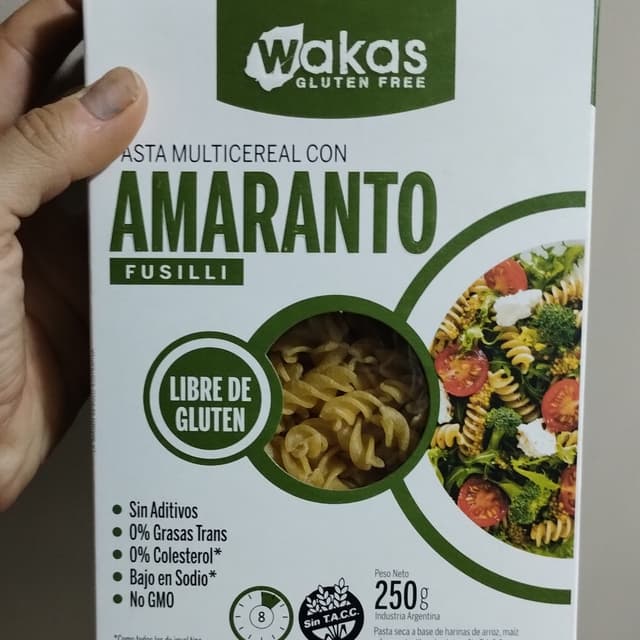 wakas
GLUTEN FREE
PASTA MULTICEREAL CON
AMARANTO
FUSILLI
LIBRE DE
GLUTEN
• Sin Aditivos
• 0% Grasas Trans
• 0% Colesterol*
• Bajo en Sodio*
• No GMO
8
Sin T.A.C.C.
Peso Neto
250g
Industria Argentina
Pasta seca a base de harinas de arroz, maíz